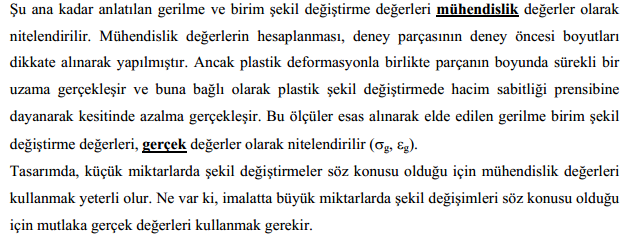 Şu ana kadar anlatılan gerilme ve birim şekil değiştirme değerleri mühendislik değerler olarak
nitelendirilir. Mühendislik değerlerin hesaplanması, deney parçasının deney öncesi boyutları
dikkate alınarak yapılmıştır. Ancak plastik deformasyonla birlikte parçanın boyunda sürekli bir
uzama gerçekleşir ve buna bağlı olarak plastik şekil değiştirmede hacim sabitliği prensibine
dayanarak kesitinde azalma gerçekleşir. Bu ölçüler esas alınarak elde edilen gerilme birim şekil
değiştirme değerleri, gerçek değerler olarak nitelendirilir (σg, εg).
Tasarımda, küçük miktarlarda şekil değiştirmeler söz konusu olduğu için mühendislik değerleri
kullanmak yeterli olur. Ne var ki, imalatta büyük miktarlarda şekil değişimleri söz konusu olduğu
için mutlaka gerçek değerleri kullanmak gerekir.